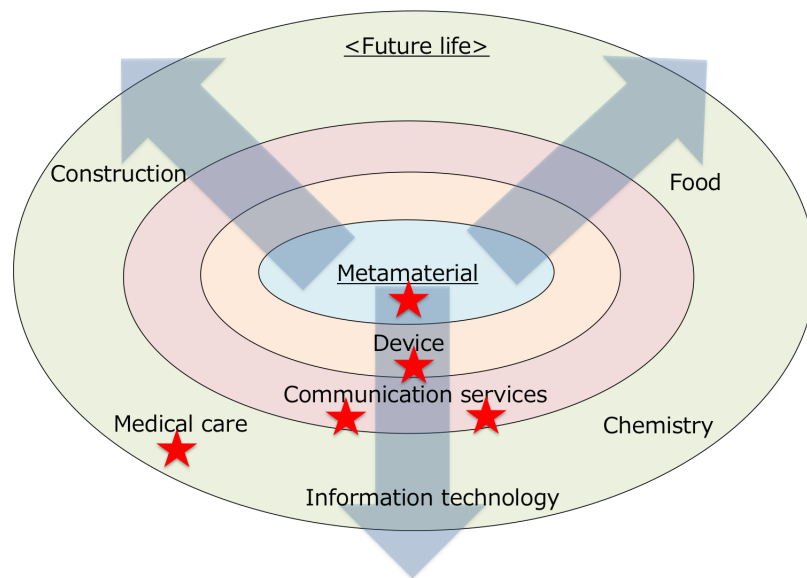 <Future life>
Construction
Food
Metamaterial
Device
Communication services
Medical care
Chemistry
Information technology